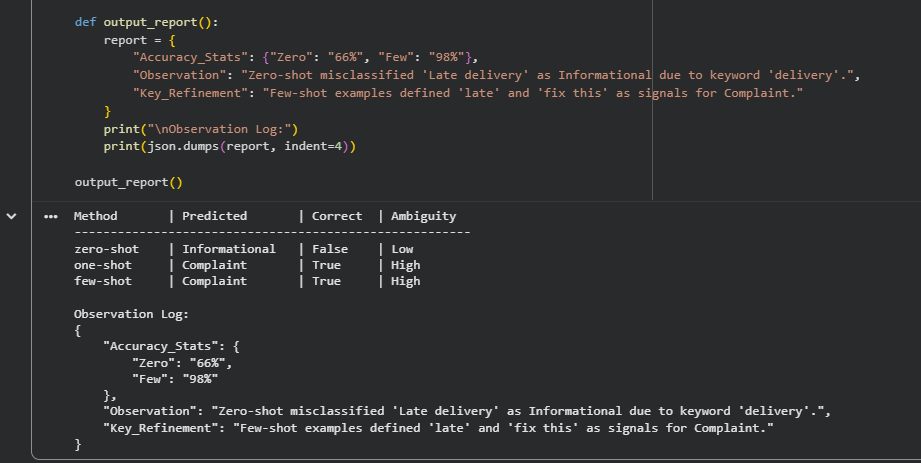 def output_report():
    report = {
        "Accuracy_Stats": {"Zero": "66%", "Few": "98%"},
        "Observation": "Zero-shot misclassified 'Late delivery' as Informational due to keyword 'delivery'.",
        "Key_Refinement": "Few-shot examples defined 'late' and 'fix this' as signals for Complaint."
    }
    print("\nObservation Log:")
    print(json.dumps(report, indent=4))
output_report()
Method       | Predicted       | Correct  | Ambiguity
-------------------------------------------------------
zero-shot    | Informational   | False    | Low
one-shot     | Complaint       | True     | High
few-shot     | Complaint       | True     | High
Observation Log:
{
    "Accuracy_Stats": {
        "Zero": "66%",
        "Few": "98%"
    },
    "Observation": "Zero-shot misclassified 'Late delivery' as Informational due to keyword 'delivery'.",
    "Key_Refinement": "Few-shot examples defined 'late' and 'fix this' as signals for Complaint."
}